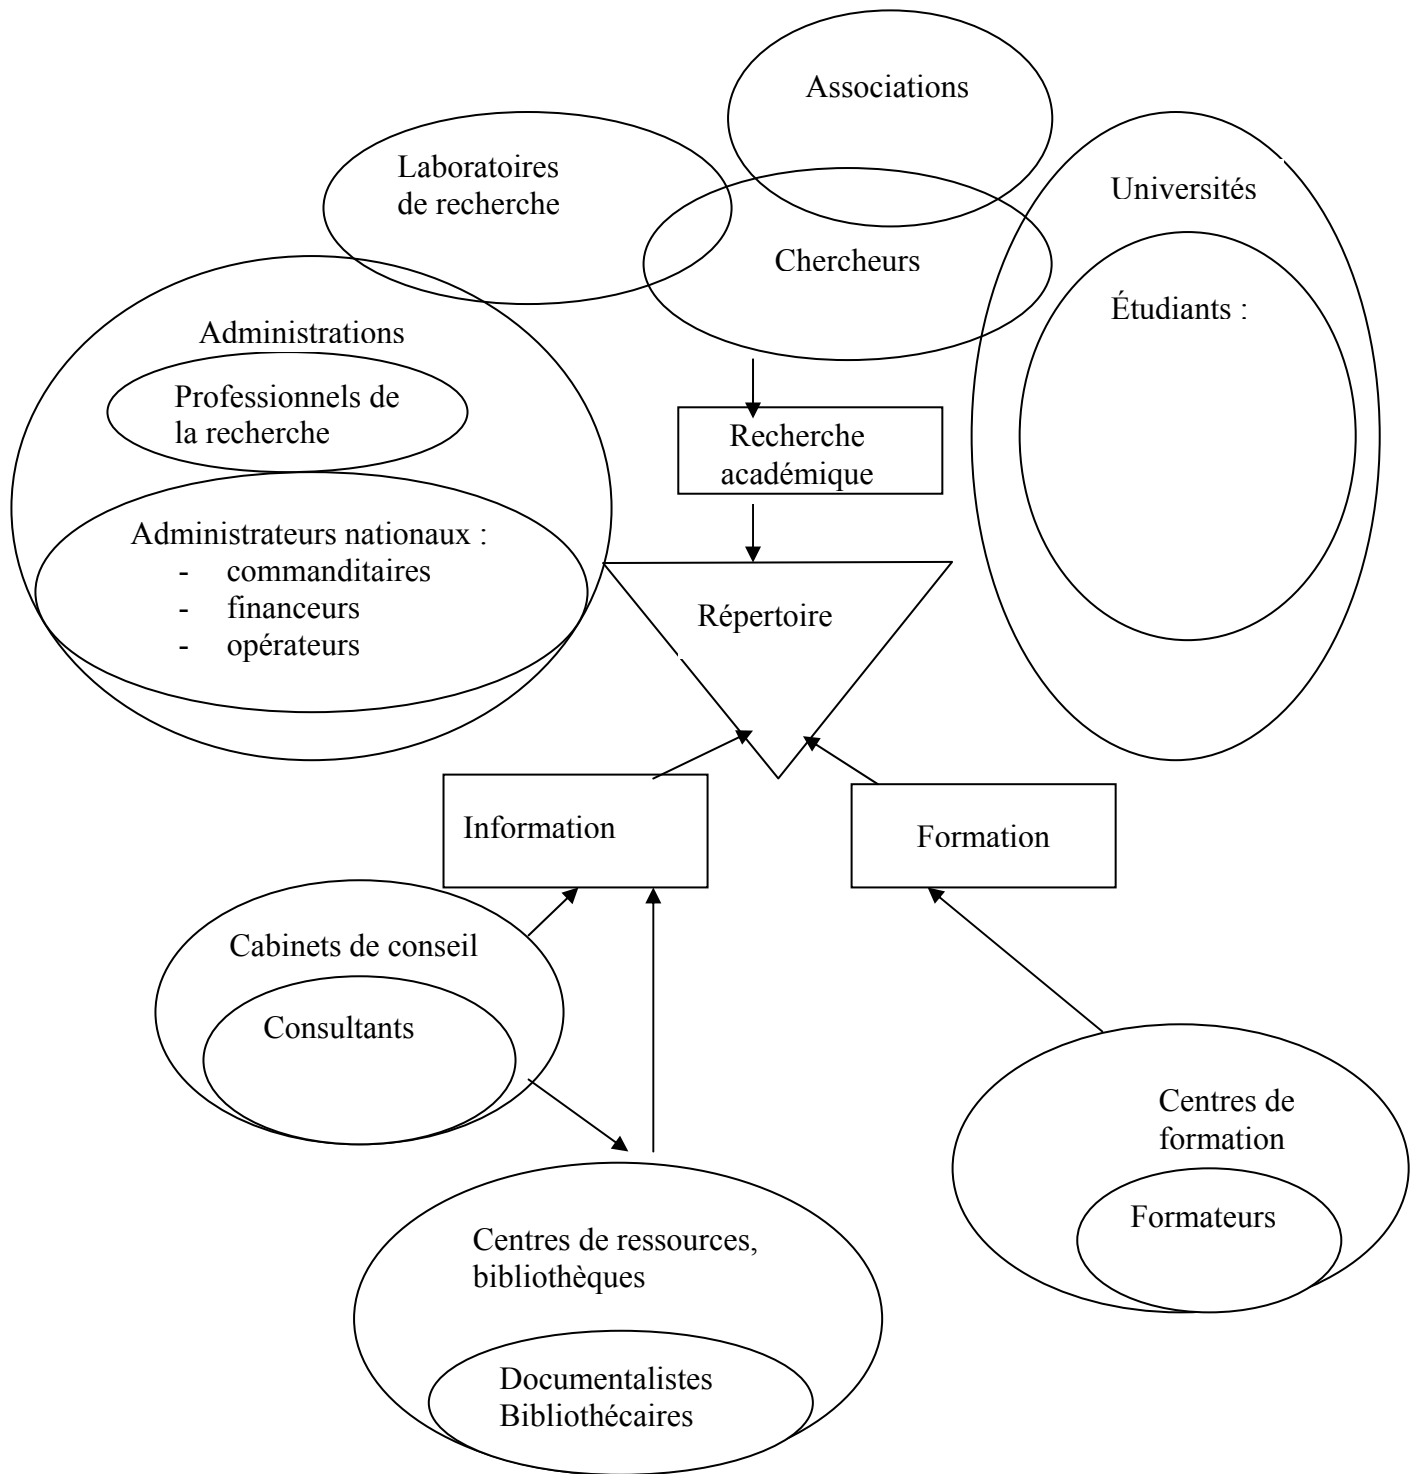 Associations
Laboratoires
de recherche
Universités
Chercheurs
Étudiants :
Administrations
Professionnels de
la recherche
Recherche
académique
Administrateurs nationaux :
- commanditaires
- financeurs
- opérateurs
Répertoire
Information
Formation
Cabinets de conseil
Consultants
Centres de
formation
Formateurs
Centres de ressources,
bibliothèques
Documentalistes
Bibliothécaires